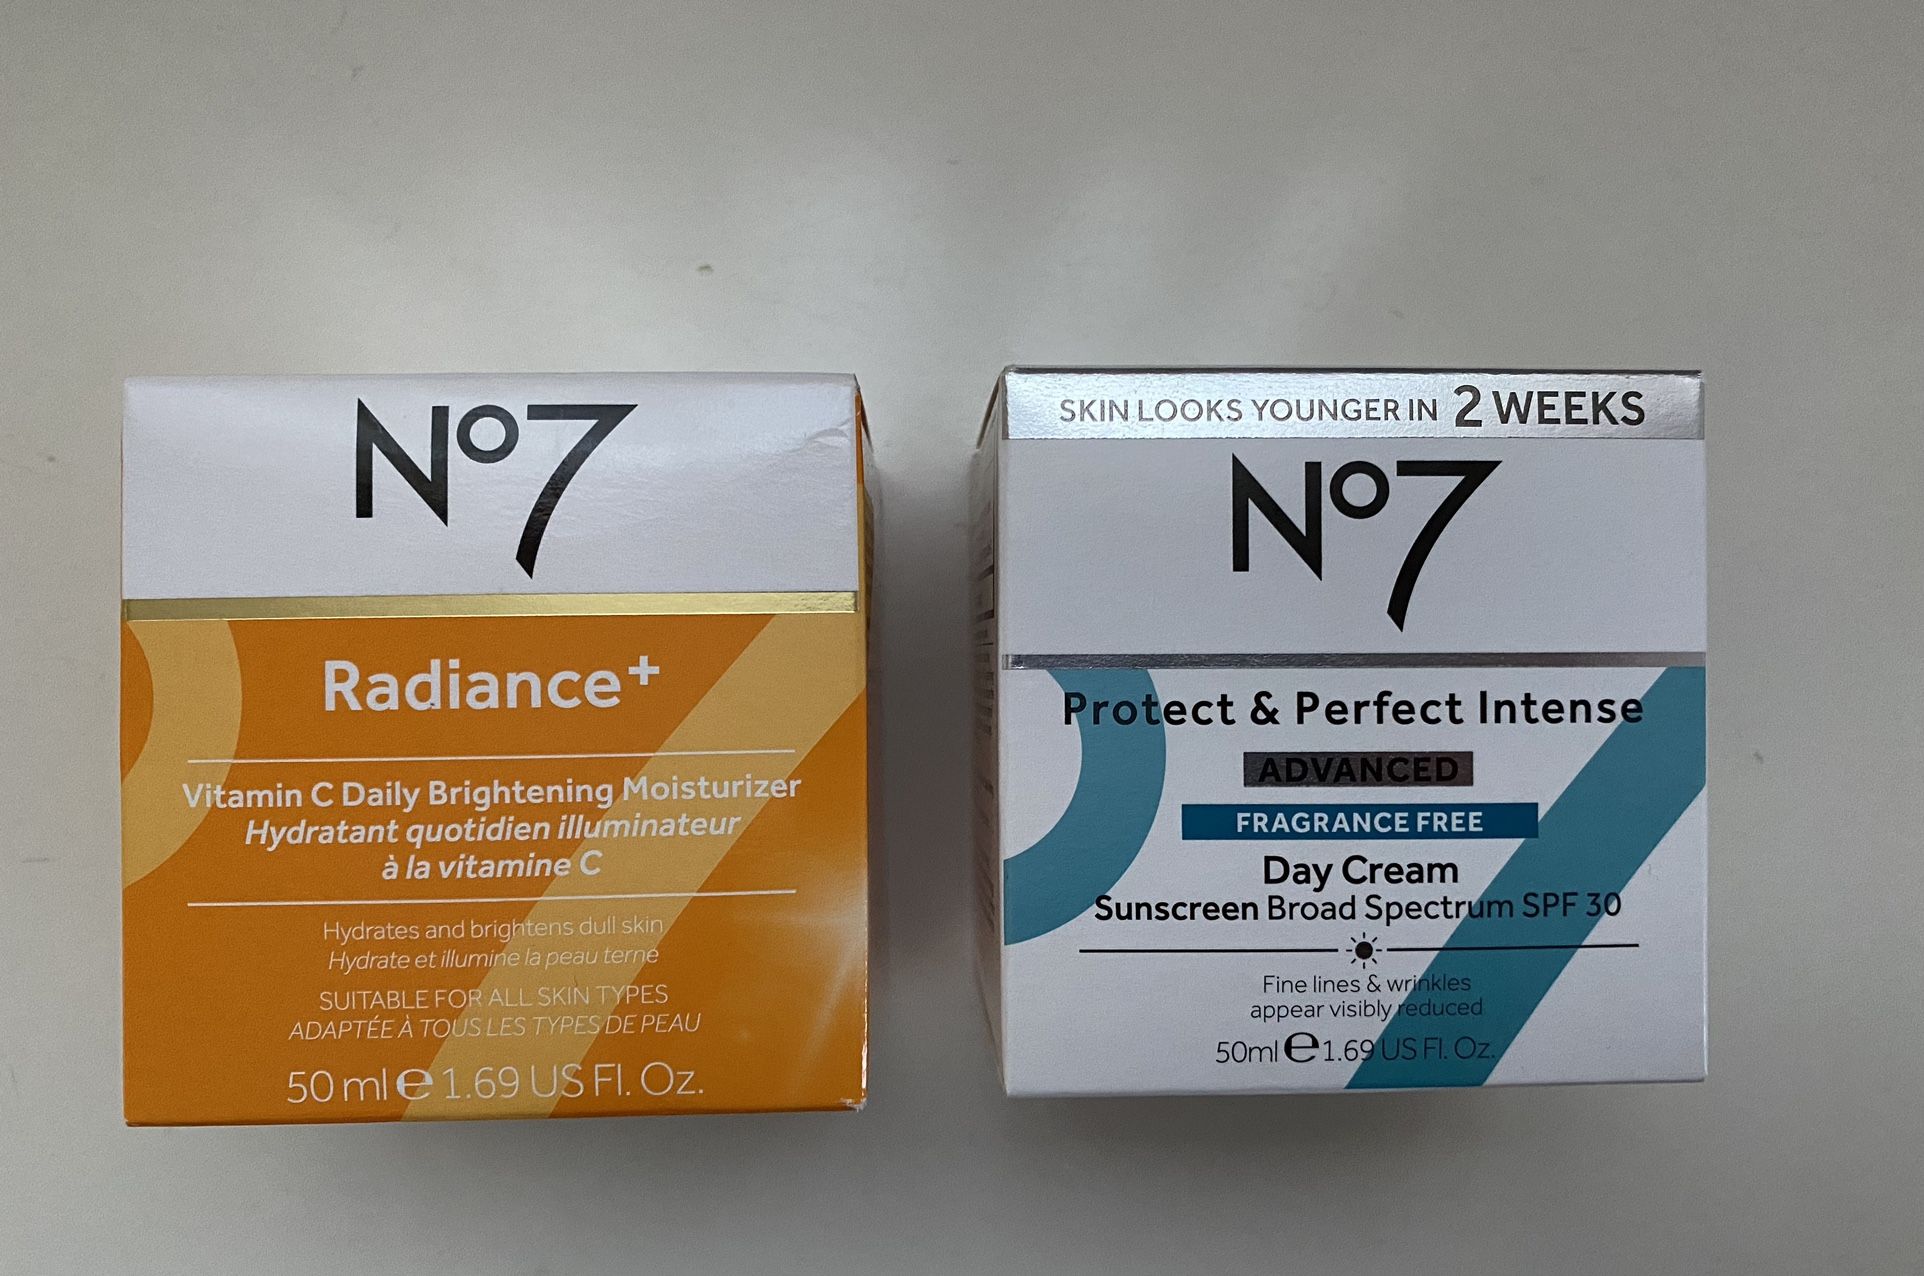 Nº7
Radiance+
Vitamin C Daily Brightening Moisturizer
Hydratant quotidien illuminateur
à la vitamine C
Hydrates and brightens dull skin
Hydrate et illumine la peau terne
SUITABLE FOR ALL SKIN TYPES
ADAPTÉE À TOUS LES TYPES DE PEAU
50 ml ℮ 1.69 US Fl. Oz.
SKIN LOOKS YOUNGER IN 2 WEEKS
Nº7
Protect & Perfect Intense
ADVANCED
FRAGRANCE FREE
Day Cream
Sunscreen Broad Spectrum SPF 30
Fine lines & wrinkles
appear visibly reduced
50ml ℮ 1.69 US Fl. Oz.